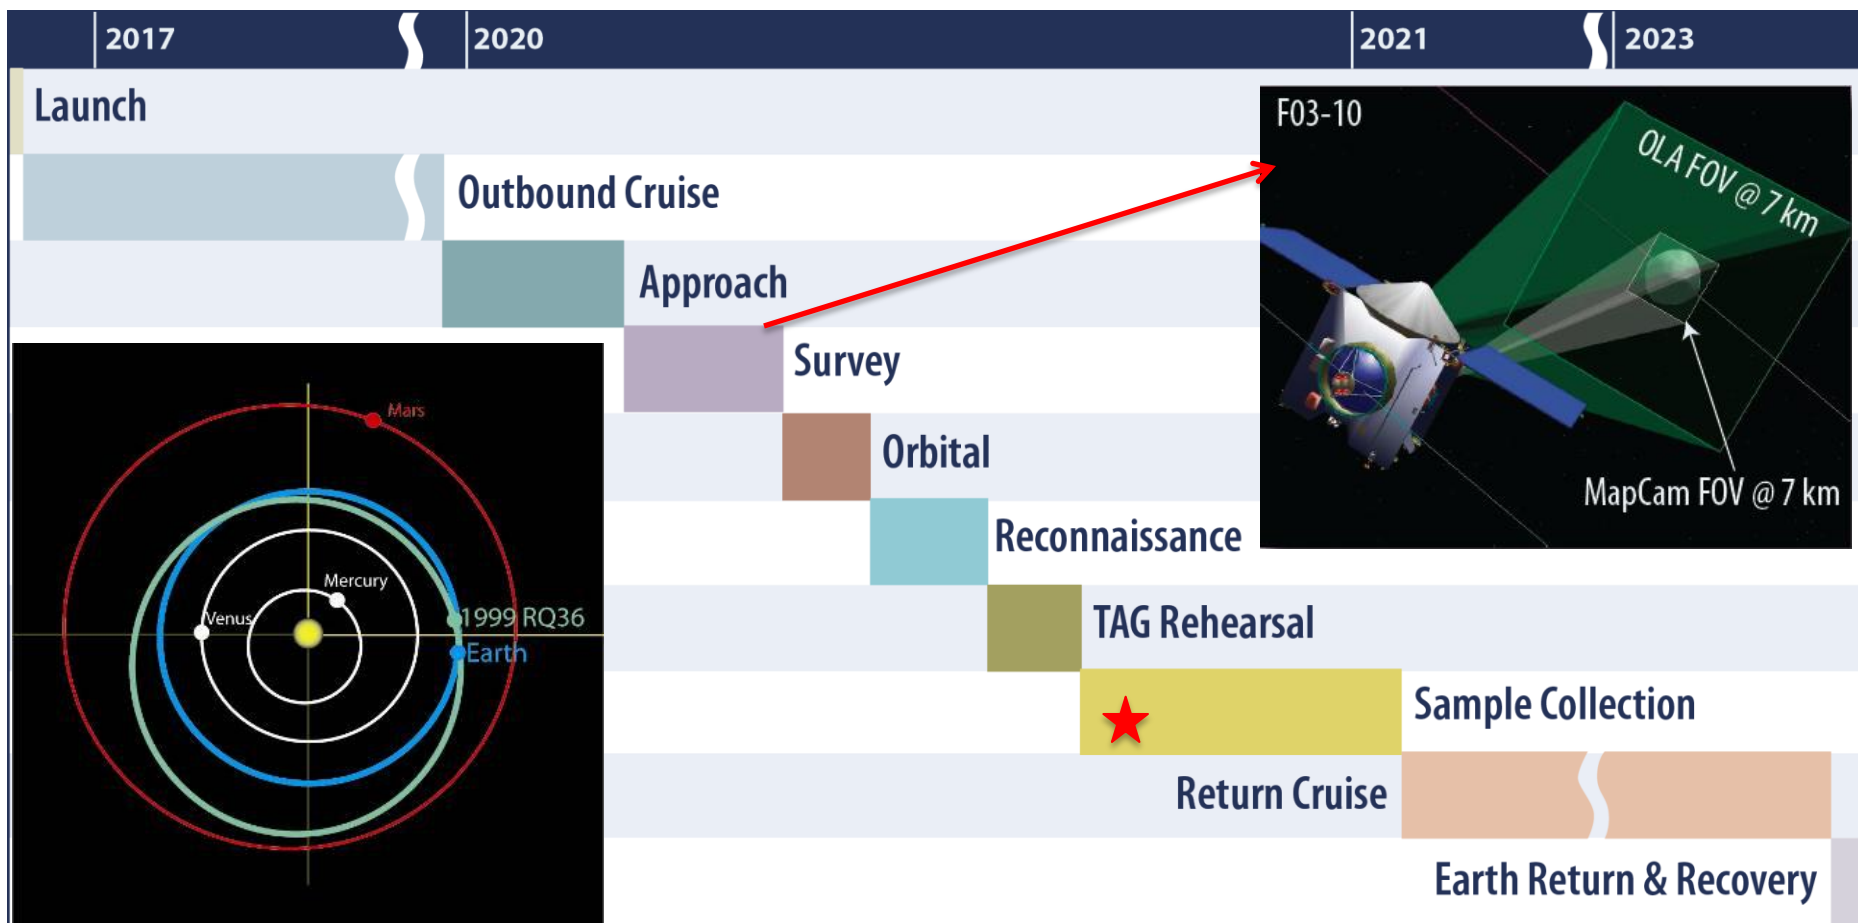 2017 2020 2021 2023
Launch
F03-10
OLA FOV @ 7 km
Outbound Cruise
Approach
Survey
Mars
Orbital
MapCam FOV @ 7 km
Reconnaissance
Mercury
Venus
1999 RQ36
Earth
TAG Rehearsal
Sample Collection
Return Cruise
Earth Return & Recovery